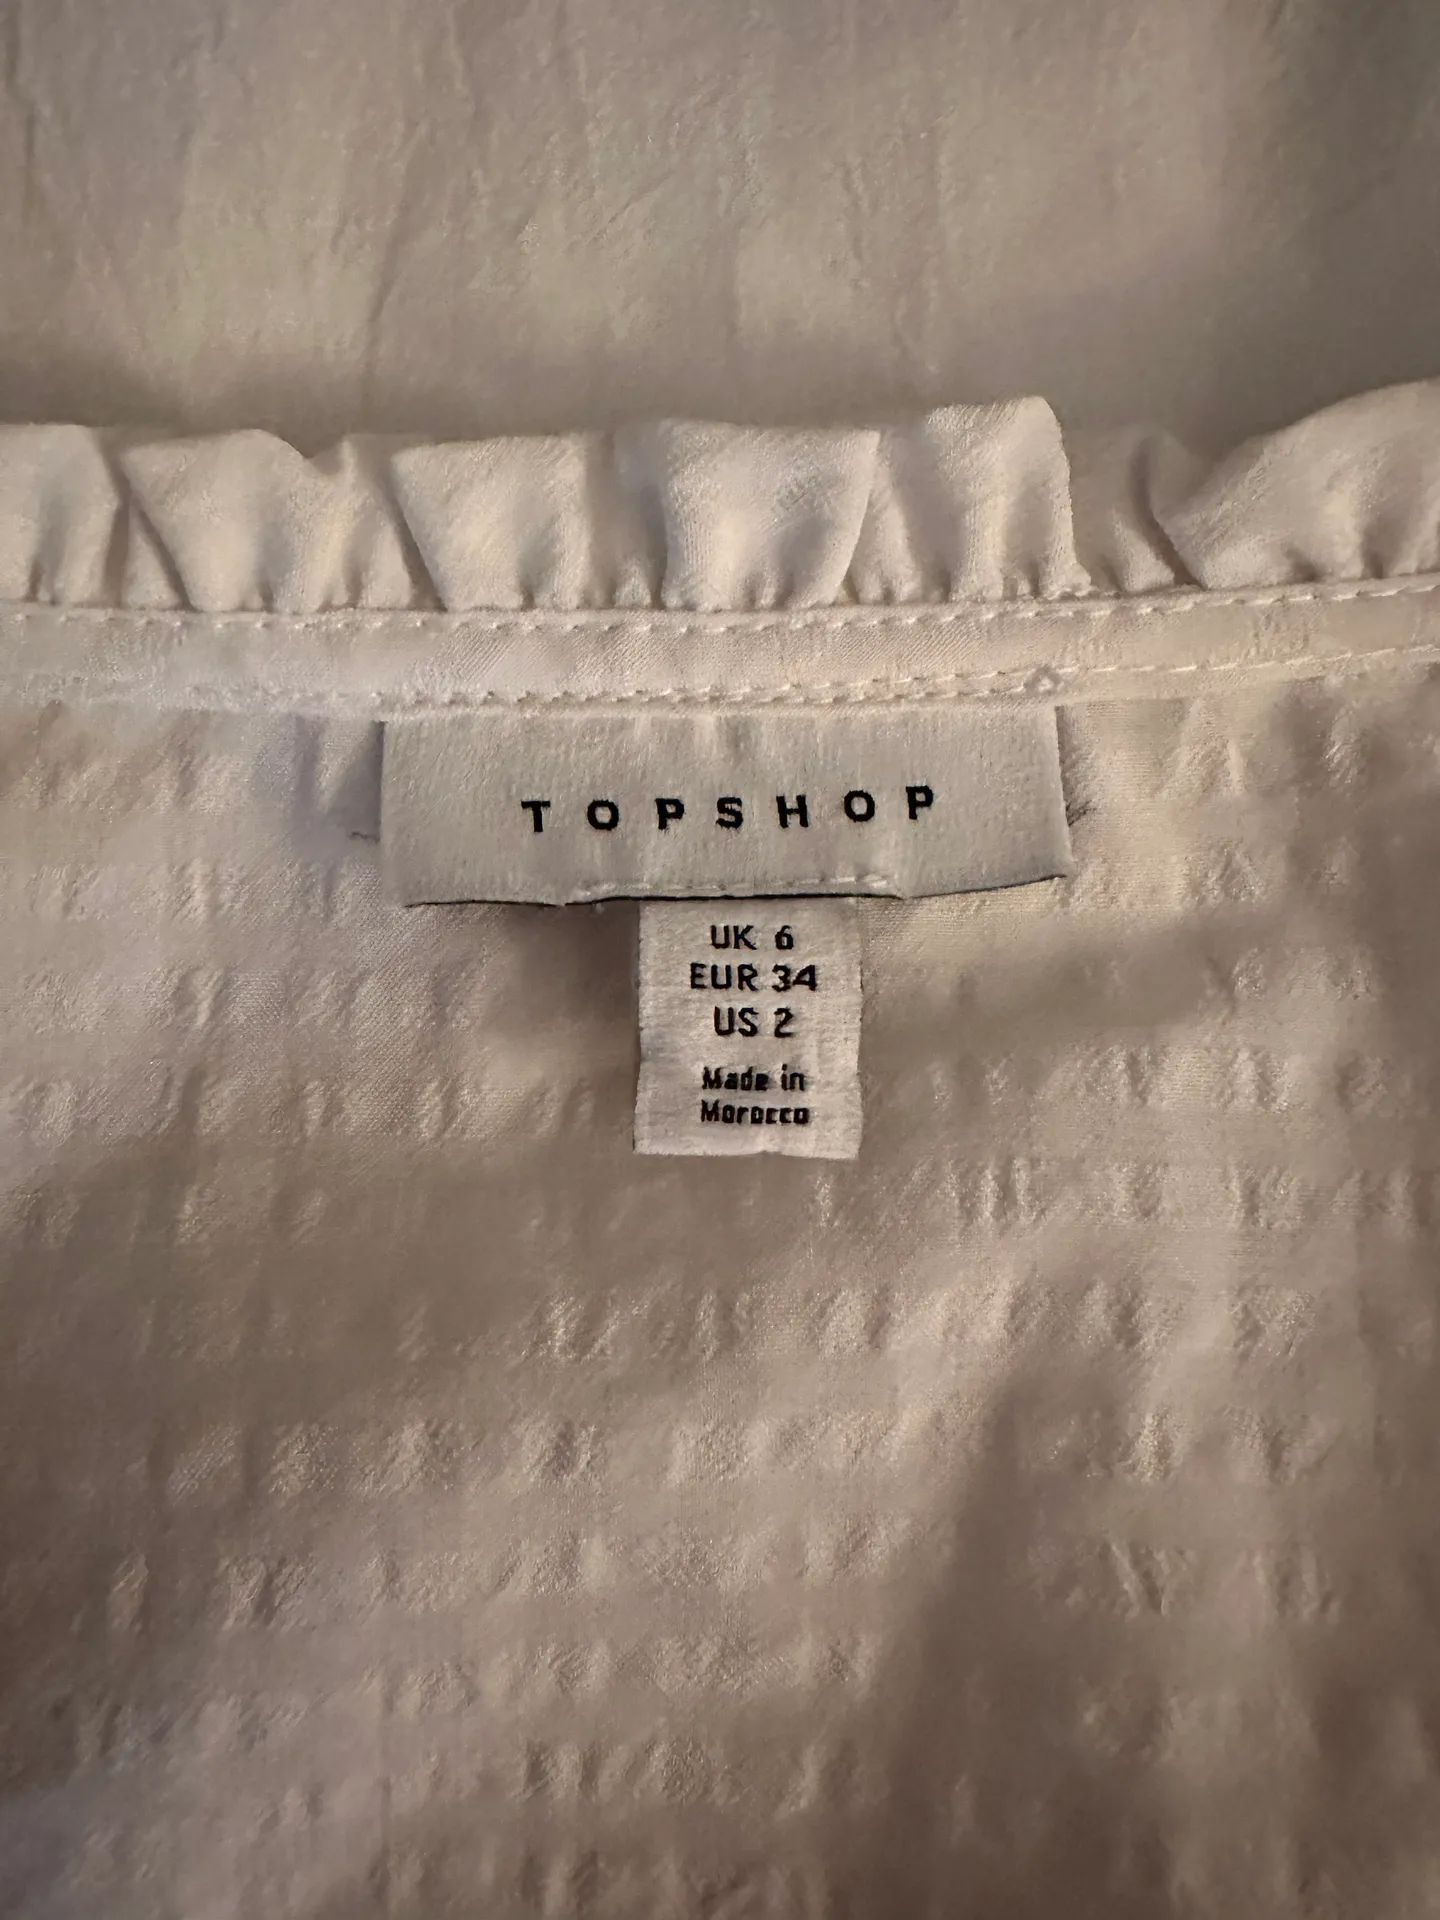 TOPSHOP
UK 6
EUR 34
US 2
Made in
Morocco